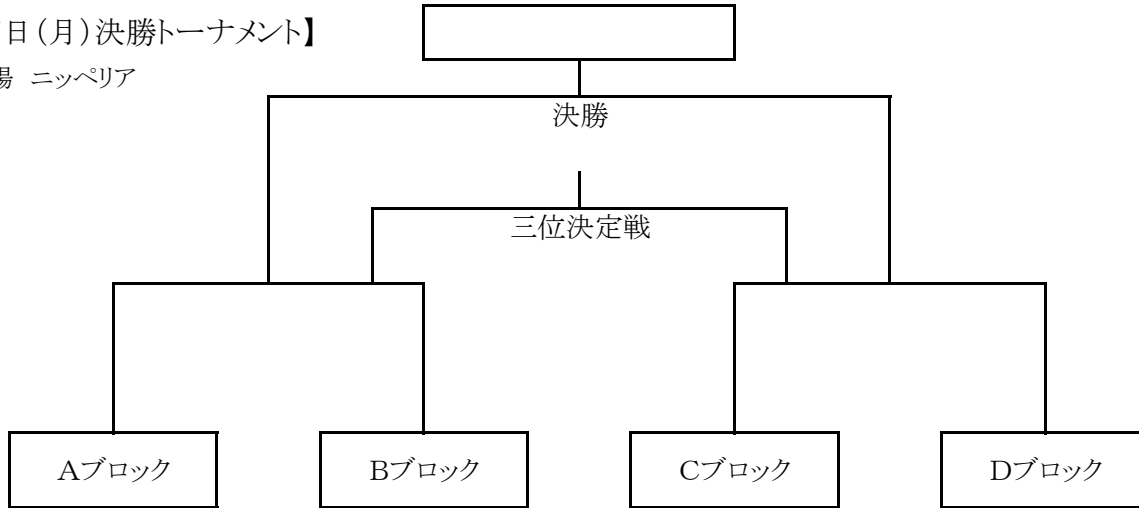 日(月)決勝トーナメント】
場 ニッペリア
決勝
三位決定戦
Aブロック
Bブロック
Cブロック
Dブロック